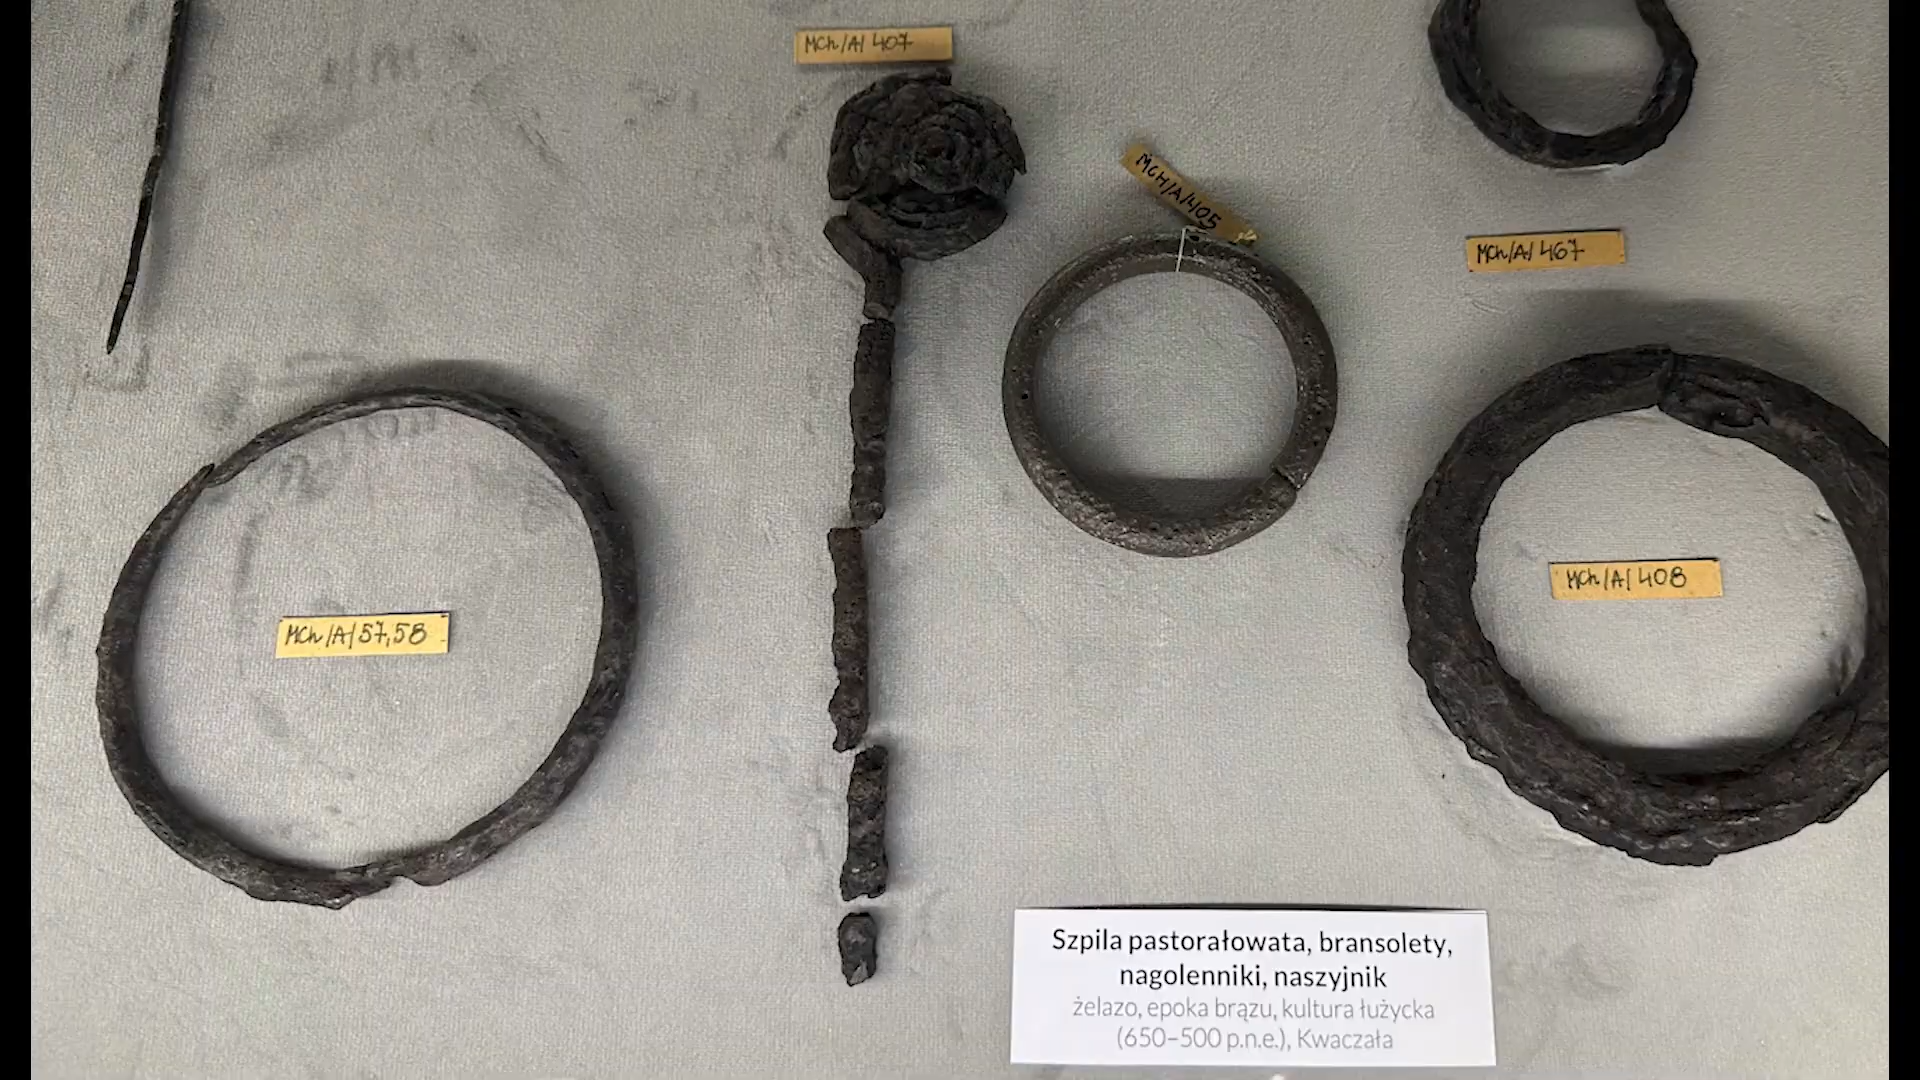 MCh/A/407
MCH/A/405
MCh/A/467
MCh/A/408
MCh/A/57,58
Szpila pastorałowata, bransolety,
nagolenniki, naszyjnik
żelazo, epoka brązu, kultura łużycka
(650–500 p.n.e.), Kwaczała